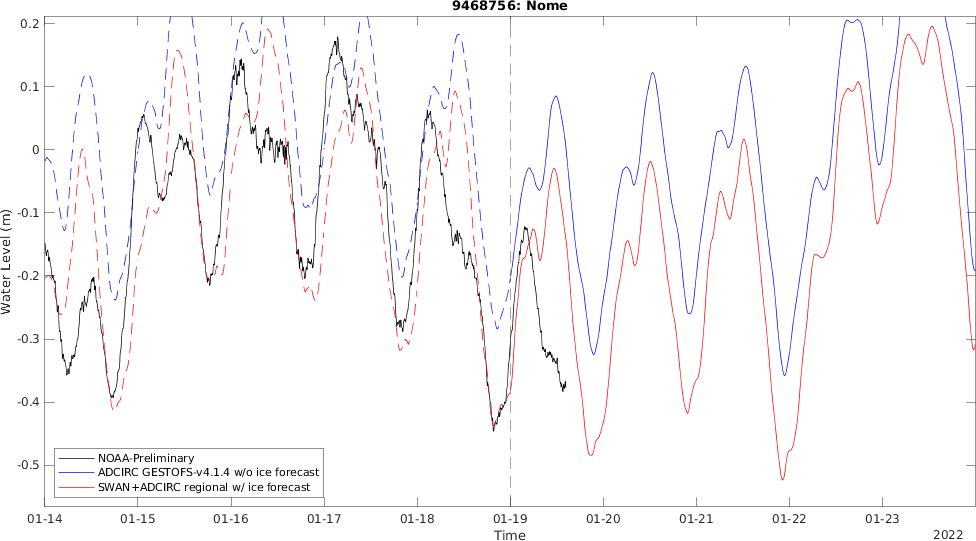 9468756: Nome
0.2
0.1
0
-0.1
-0.2
-0.3
-0.4
-0.5
Water Level (m)
NOAA-Preliminary
ADCIRC GESTOFS-v4.1.4 w/o ice forecast
SWAN+ADCIRC regional w/ ice forecast
01-14 01-15 01-16 01-17 01-18 01-19 01-20 01-21 01-22 01-23
Time
2022